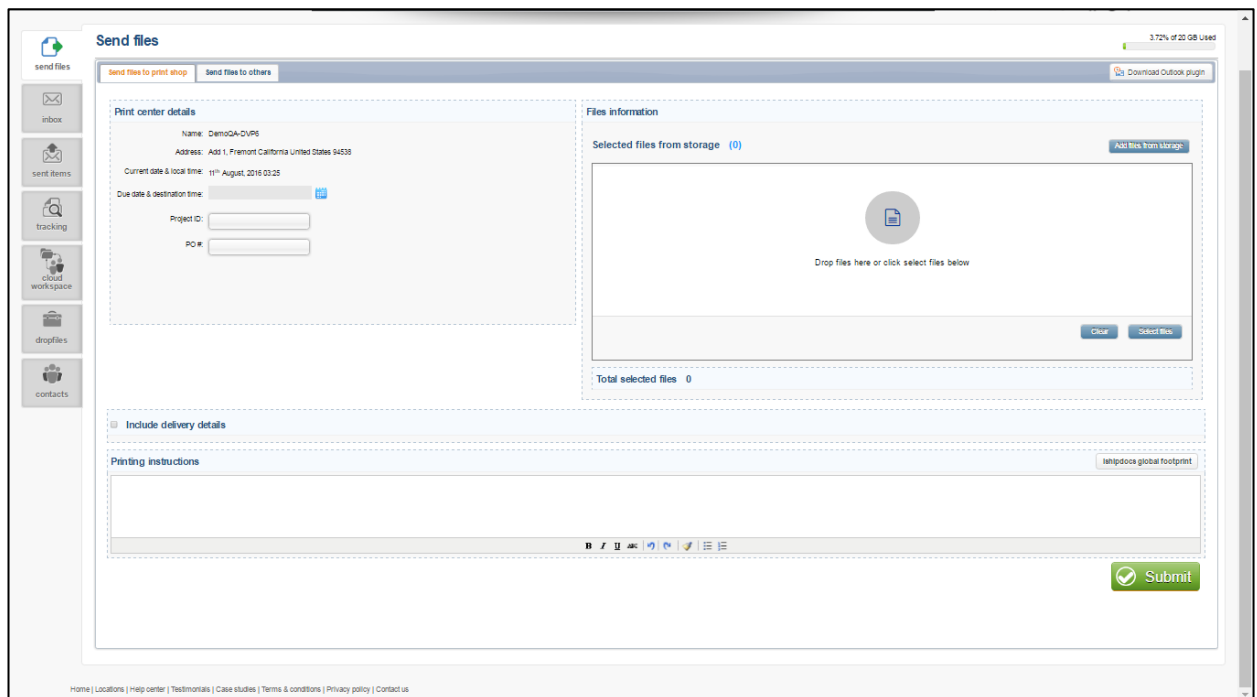 Send files
3.72% of 20 GB Used
send files
Send files to print shop
Send files to others
Download Outlook plugin
inbox
sent items
tracking
cloud
workspace
dropfiles
contacts
Print center details
Name: DemoQA-DVP6
Address: Add 1, Fremont California United States 94538
Current date & local time: 11th August, 2016 03:25
Due date & destination time:
Project ID:
PO #:
Files information
Selected files from storage (0)
Add files from storage
Drop files here or click select files below
Clear
Select files
Total selected files 0
Include delivery details
Printing instructions
ishipdocs global footprint
B I U ABC
Submit
Home | Locations | Help center | Testimonials | Case studies | Terms & conditions | Privacy policy | Contact us